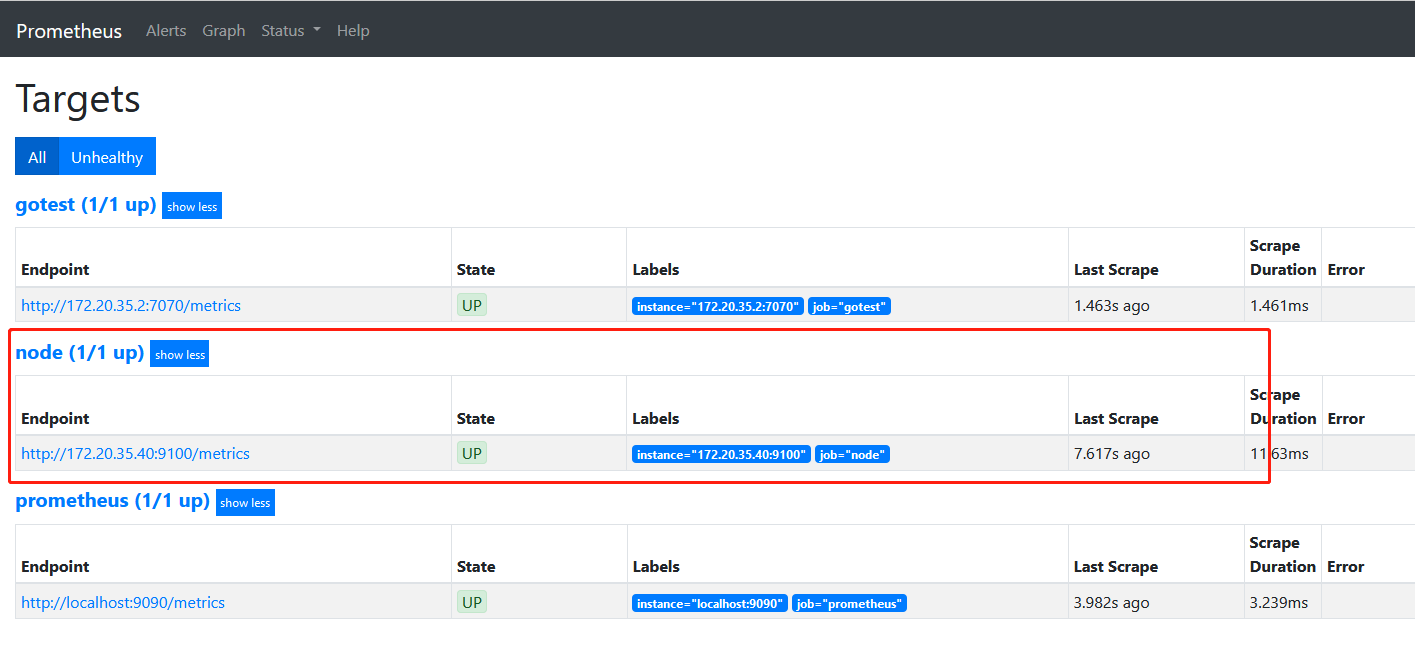 Prometheus Alerts Graph Status Help
Targets
All Unhealthy
gotest (1/1 up) show less
Endpoint State Labels Last Scrape Scrape Duration Error
http://172.20.35.2:7070/metrics UP instance="172.20.35.2:7070" job="gotest" 1.463s ago 1.461ms
node (1/1 up) show less
Endpoint State Labels Last Scrape Scrape Duration Error
http://172.20.35.40:9100/metrics UP instance="172.20.35.40:9100" job="node" 7.617s ago 11.63ms
prometheus (1/1 up) show less
Endpoint State Labels Last Scrape Scrape Duration Error
http://localhost:9090/metrics UP instance="localhost:9090" job="prometheus" 3.982s ago 3.239ms